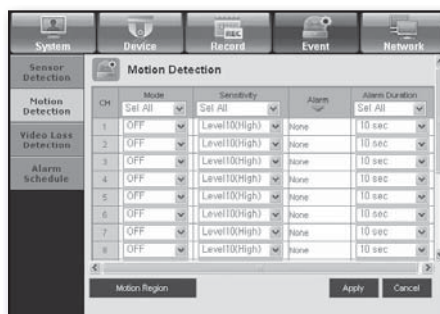 System Device Record Event Network
REC
Sensor Detection
Motion Detection
Video Loss Detection
Alarm Schedule
Motion Detection
CH Mode Sensitivity Alarm Alarm Duration
Sel All Sel All Sel All
1 OFF Level10(High) None 10 sec
2 OFF Level10(High) None 10 sec
3 OFF Level10(High) None 10 sec
4 OFF Level10(High) None 10 sec
5 OFF Level10(High) None 10 sec
6 OFF Level10(High) None 10 sec
7 OFF Level10(High) None 10 sec
8 OFF Level10(High) None 10 sec
Motion Region Apply Cancel